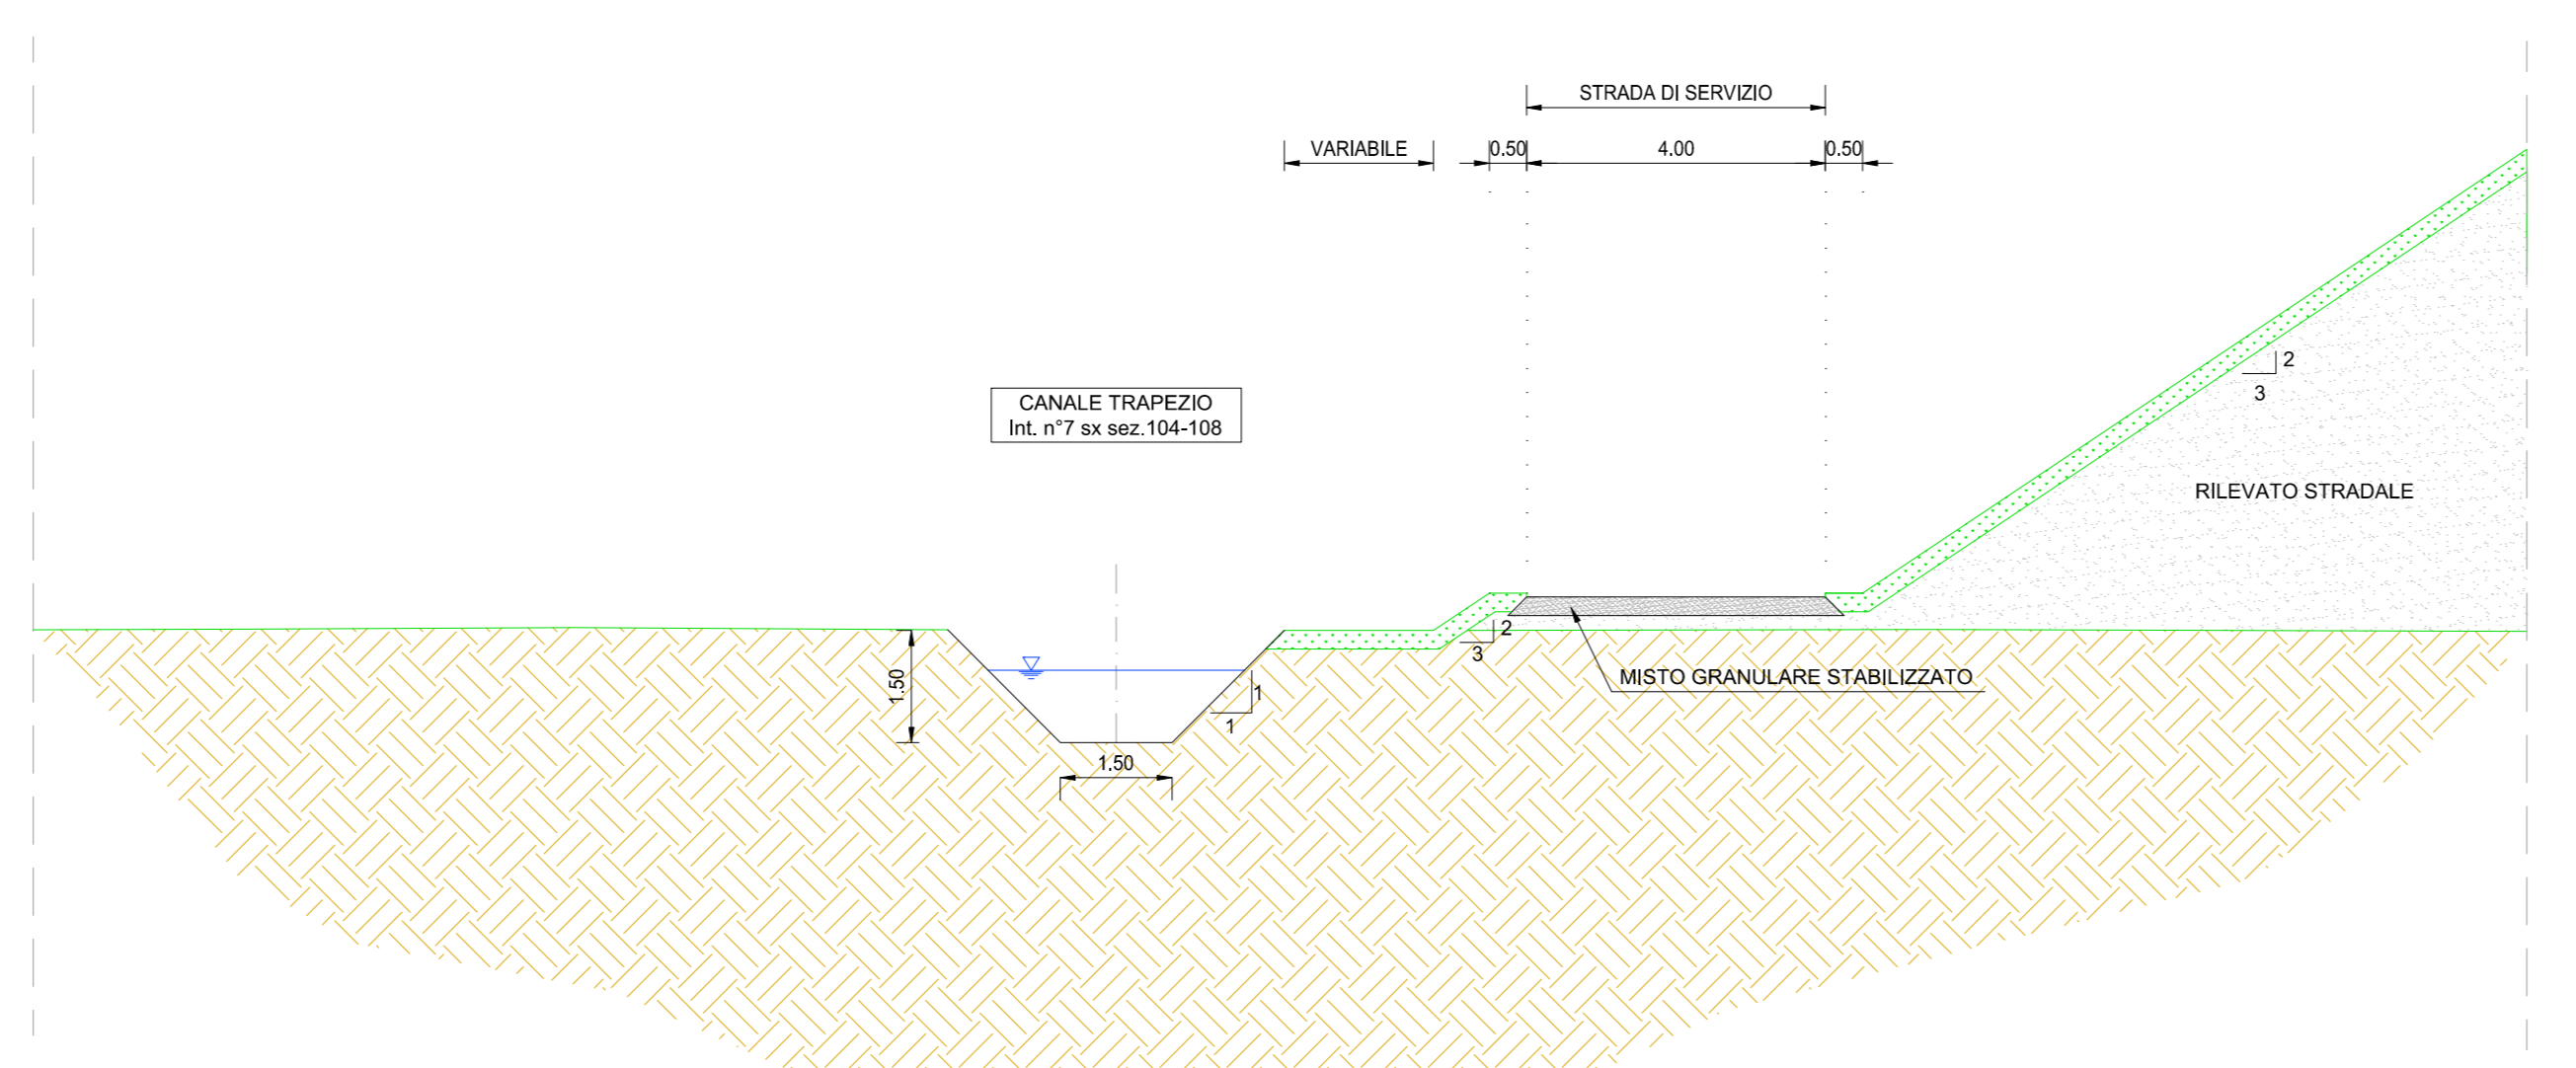 STRADA DI SERVIZIO
VARIABILE
0.50
4.00
0.50
CANALE TRAPEZIO
Int. n°7 sx sez.104-108
2
3
RILEVATO STRADALE
2
3
MISTO GRANULARE STABILIZZATO
1.50
1
1
1.50